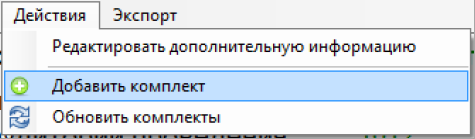 Действия Экспорт
Редактировать дополнительную информацию
Добавить комплект
Обновить комплекты